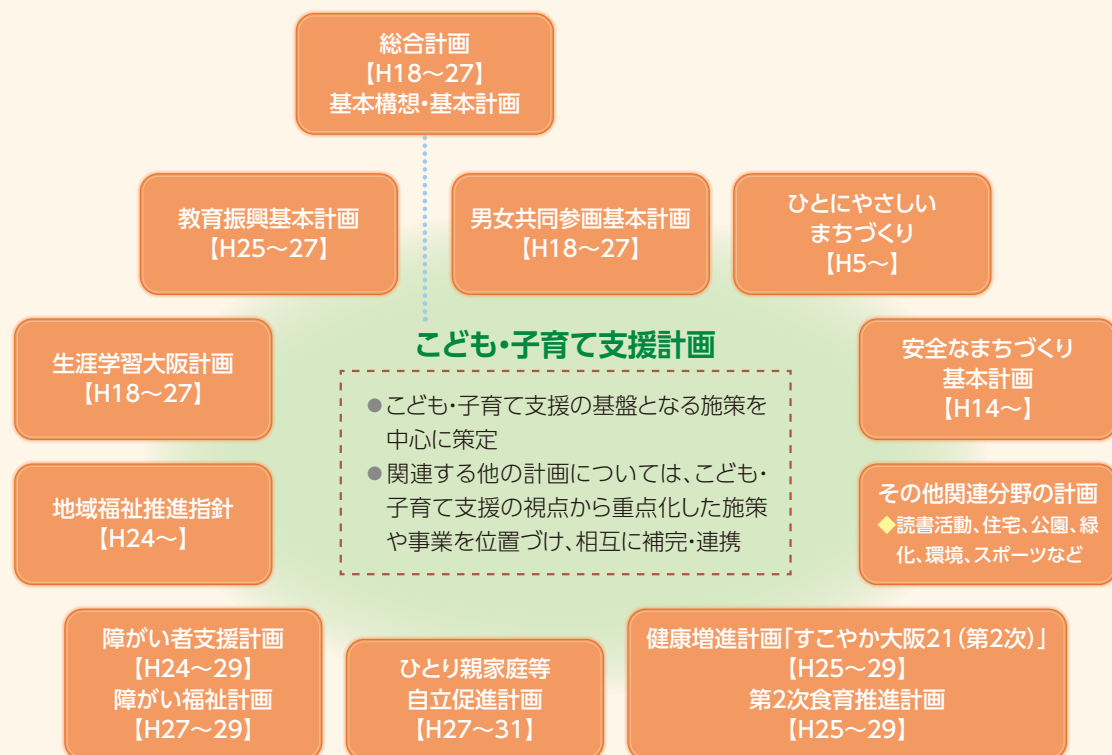 総合計画
【H18～27】
基本構想・基本計画
教育振興基本計画
【H25～27】
男女共同参画基本計画
【H18～27】
ひとにやさしい
まちづくり
【H5～】
生涯学習大阪計画
【H18～27】
こども・子育て支援計画
●こども・子育て支援の基盤となる施策を
中心に策定
●関連する他の計画については、こども・
子育て支援の視点から重点化した施策
や事業を位置づけ、相互に補完・連携
安全なまちづくり
基本計画
【H14～】
地域福祉推進指針
【H24～】
その他関連分野の計画
◆読書活動、住宅、公園、緑
化、環境、スポーツなど
障がい者支援計画
【H24～29】
障がい福祉計画
【H27～29】
ひとり親家庭等
自立促進計画
【H27～31】
健康増進計画「すこやか大阪21（第2次）」
【H25～29】
第2次食育推進計画
【H25～29】